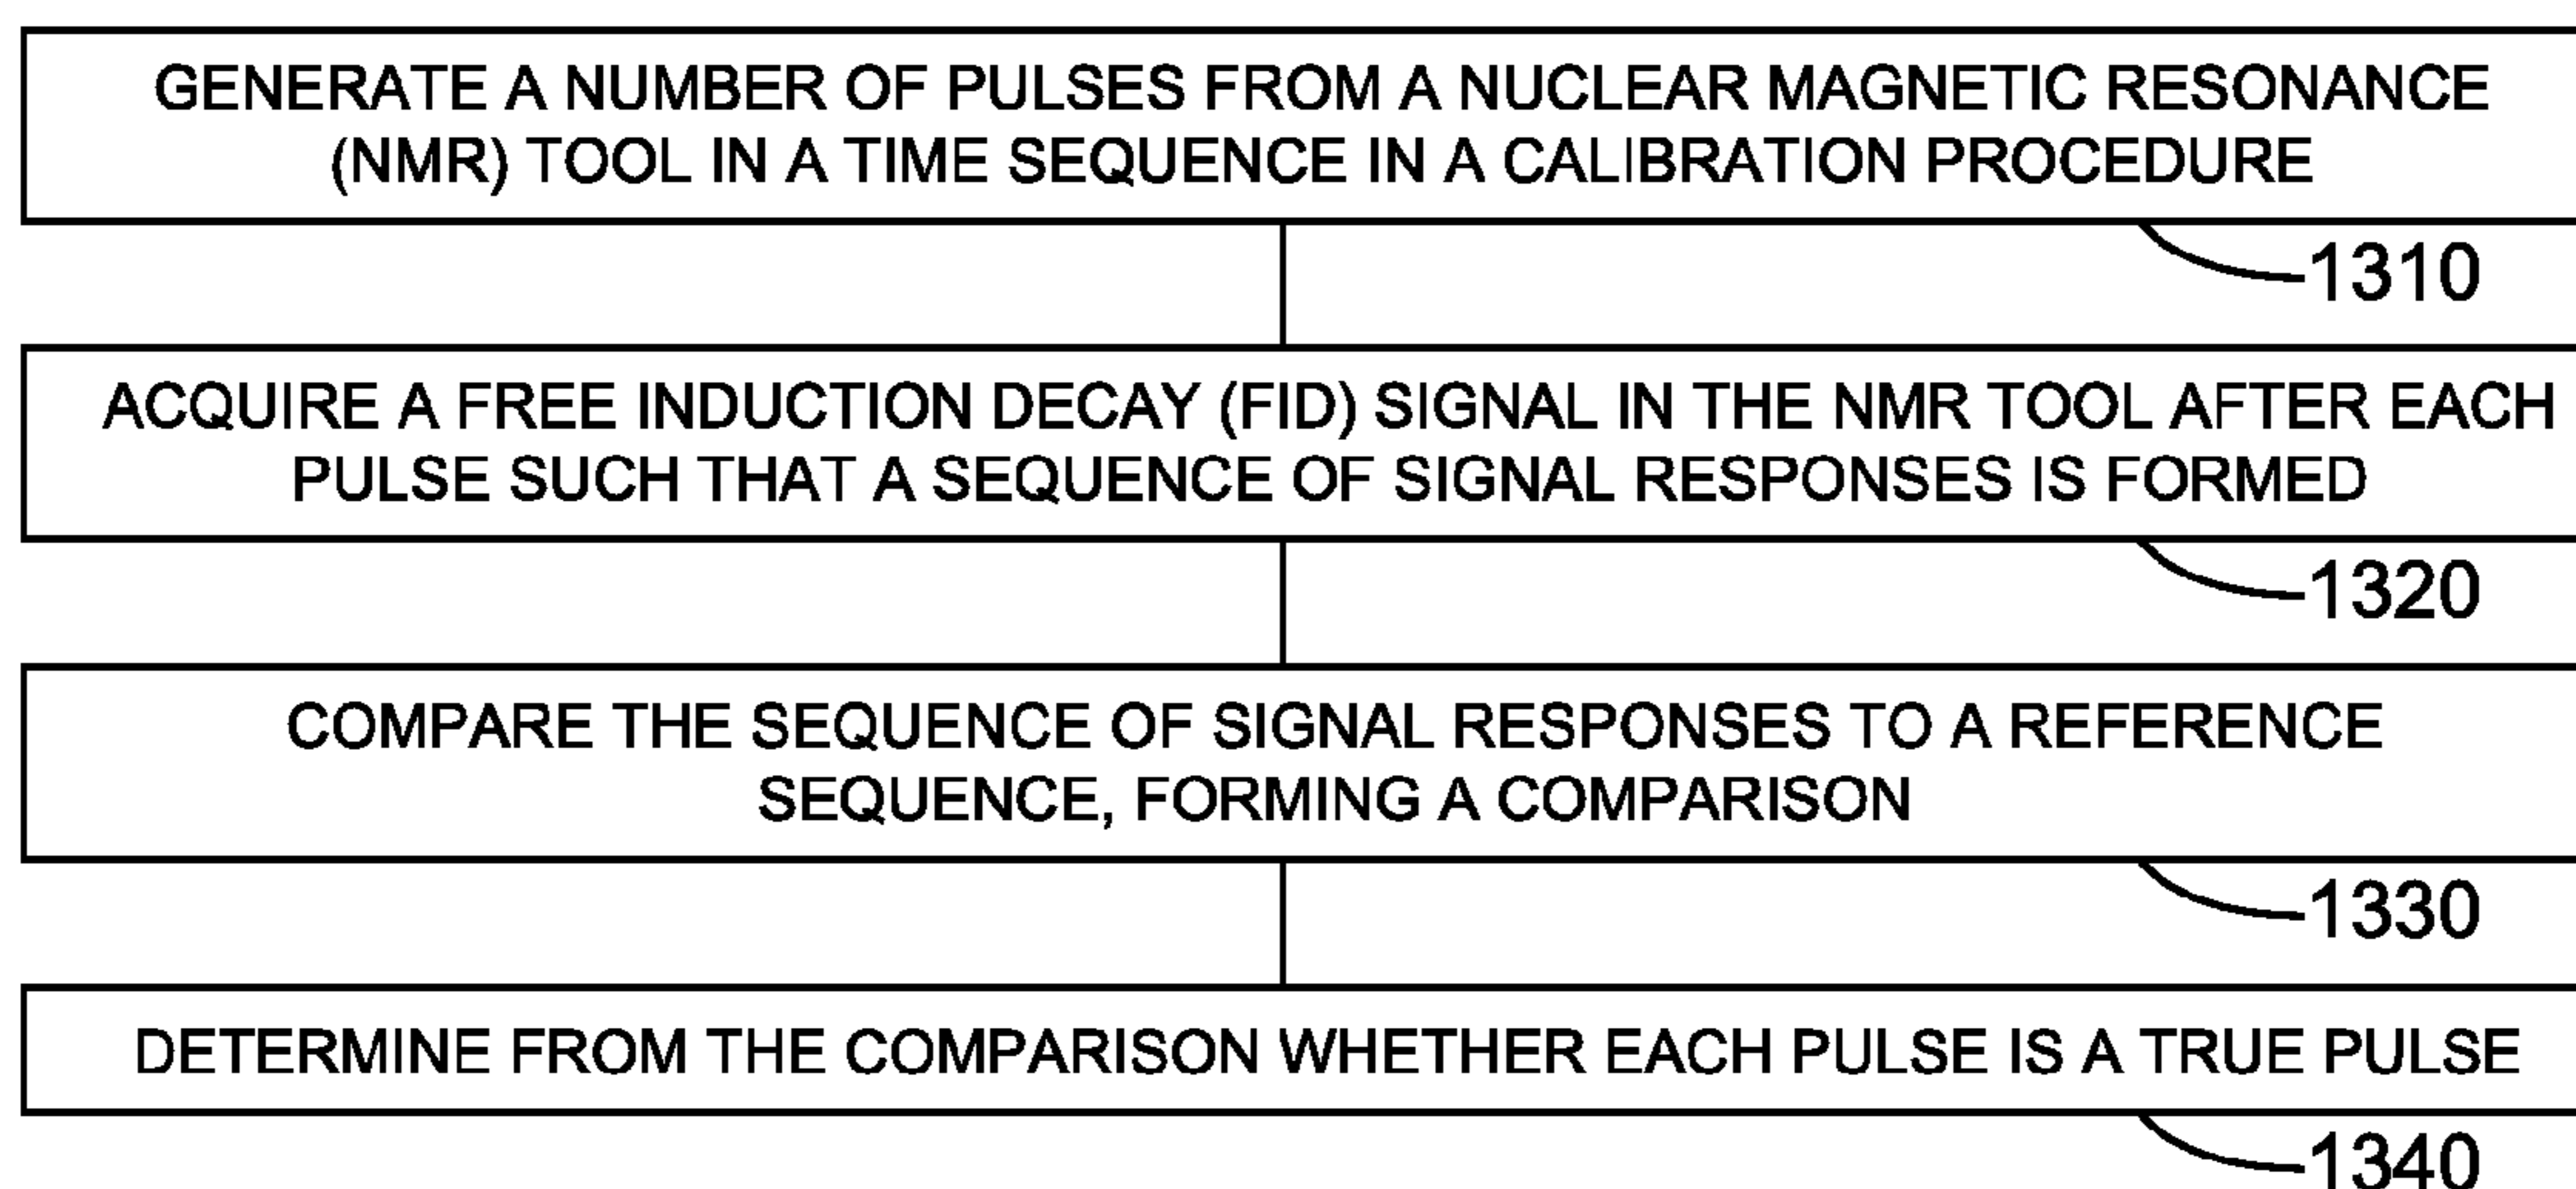 GENERATE A NUMBER OF PULSES FROM A NUCLEAR MAGNETIC RESONANCE
(NMR) TOOL IN A TIME SEQUENCE IN A CALIBRATION PROCEDURE
1310
ACQUIRE A FREE INDUCTION DECAY (FID) SIGNAL IN THE NMR TOOL AFTER EACH
PULSE SUCH THAT A SEQUENCE OF SIGNAL RESPONSES IS FORMED
1320
COMPARE THE SEQUENCE OF SIGNAL RESPONSES TO A REFERENCE
SEQUENCE, FORMING A COMPARISON
1330
DETERMINE FROM THE COMPARISON WHETHER EACH PULSE IS A TRUE PULSE
1340